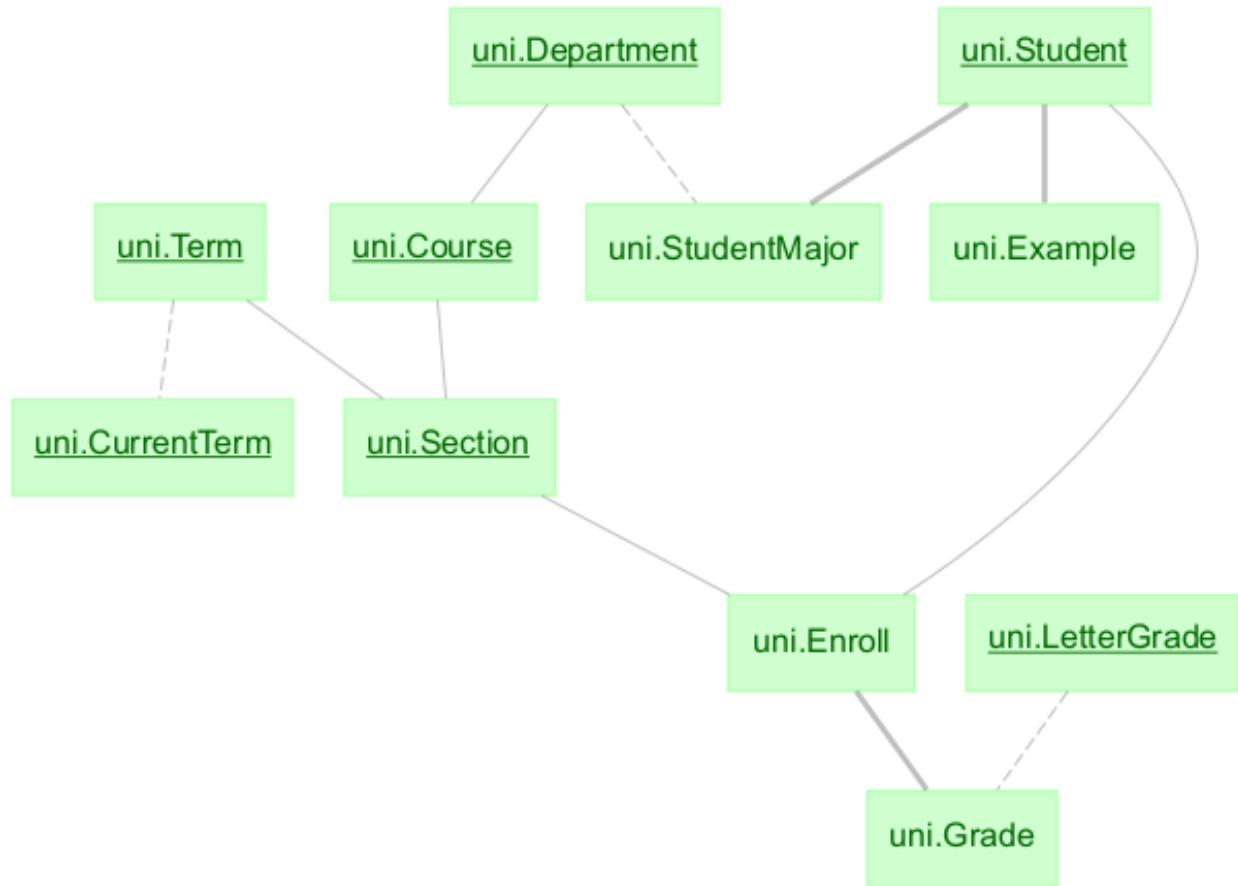 uni.Department
uni.Student
uni.Term
uni.Course
uni.StudentMajor
uni.Example
uni.CurrentTerm
uni.Section
uni.Enroll
uni.LetterGrade
uni.Grade